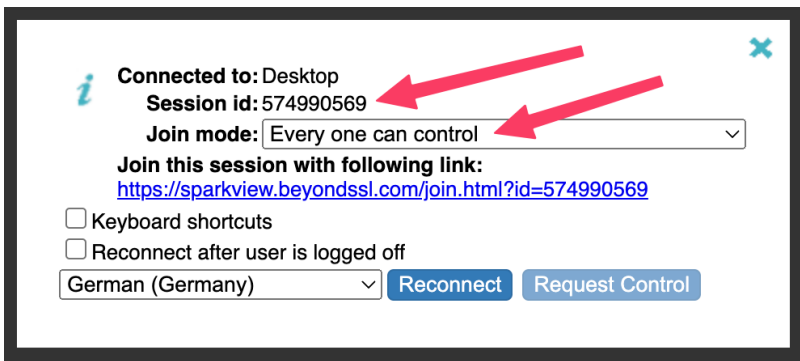 Connected to: Desktop
Session id: 574990569
Join mode: Every one can control
Join this session with following link:
https://sparkview.beyondssl.com/join.html?id=574990569
Keyboard shortcuts
Reconnect after user is logged off
German (Germany) Reconnect Request Control